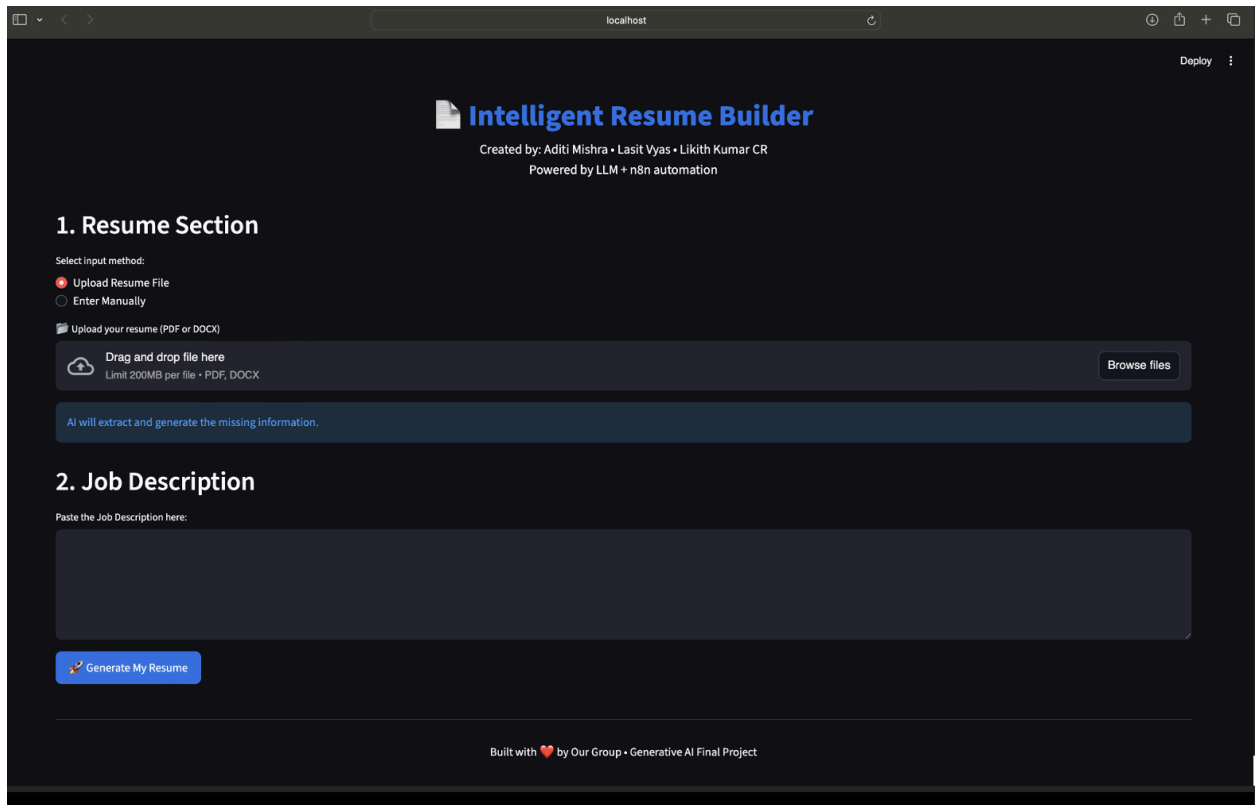 localhost
Deploy
Intelligent Resume Builder
Created by: Aditi Mishra • Lasit Vyas • Likith Kumar CR
Powered by LLM + n8n automation
1. Resume Section
Select input method:
Upload Resume File
Enter Manually
Upload your resume (PDF or DOCX)
Drag and drop file here
Limit 200MB per file • PDF, DOCX
Browse files
AI will extract and generate the missing information.
2. Job Description
Paste the Job Description here:
🚀 Generate My Resume
Built with ❤️ by Our Group • Generative AI Final Project